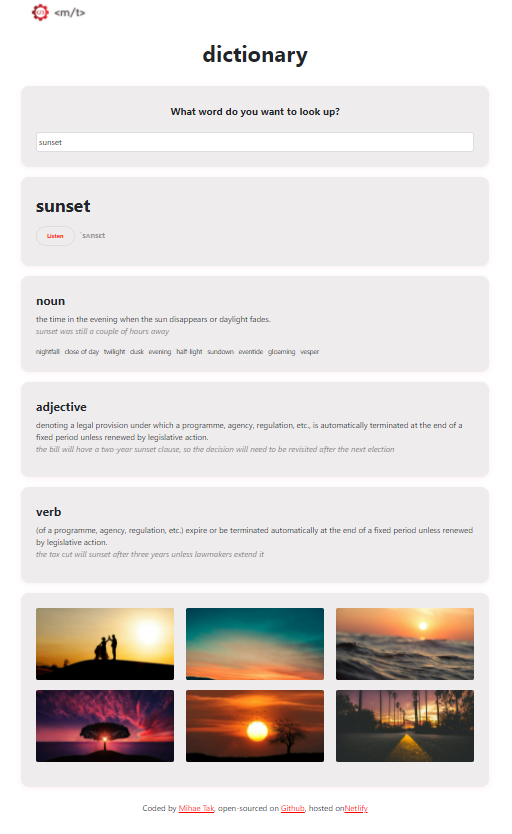 <m/t>
dictionary
What word do you want to look up?
sunset
sunset
Listen ˈsʌnsɛt
noun
the time in the evening when the sun disappears or daylight fades.
sunset was still a couple of hours away
nightfall close of day twilight dusk evening half-light sundown eventide gloaming vesper
adjective
denoting a legal provision under which a programme, agency, regulation, etc., is automatically terminated at the end of a
fixed period unless renewed by legislative action.
the bill will have a two-year sunset clause, so the decision will need to be revisited after the next election
verb
(of a programme, agency, regulation, etc.) expire or be terminated automatically at the end of a fixed period unless renewed
by legislative action.
the tax cut will sunset after three years unless lawmakers extend it
Coded by Mihae Tak, open-sourced on Github, hosted onNetlify